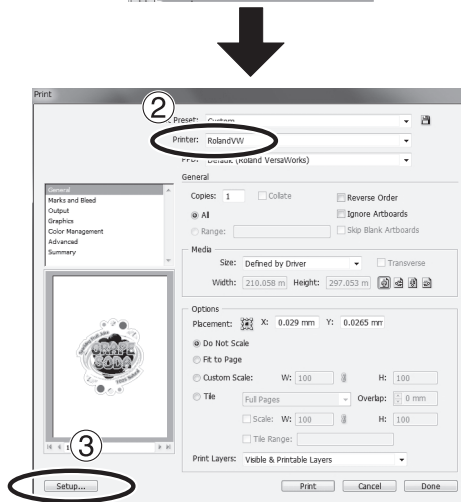 Print
②
Preset: Custom
Printer: RolandVW
PPD: Default (Roland VersaWorks)
General
General
Marks and Bleed
Output
Graphics
Color Management
Advanced
Summary
Copies: 1 Collate Reverse Order
All Ignore Artboards
Range: Skip Blank Artboards
Media
Size: Defined by Driver Transverse
Width: 210.058 m Height: 297.053 m
Options
Placement: X: 0.029 mm Y: 0.0265 mm
Do Not Scale
Fit to Page
Custom Scale: W: 100 H: 100
Tile Full Pages Overlap: 0 mm
Scale: W: 100 H: 100
Tile Range:
Print Layers: Visible & Printable Layers
GRAPE
SODA
③
1
Setup... Print Cancel Done